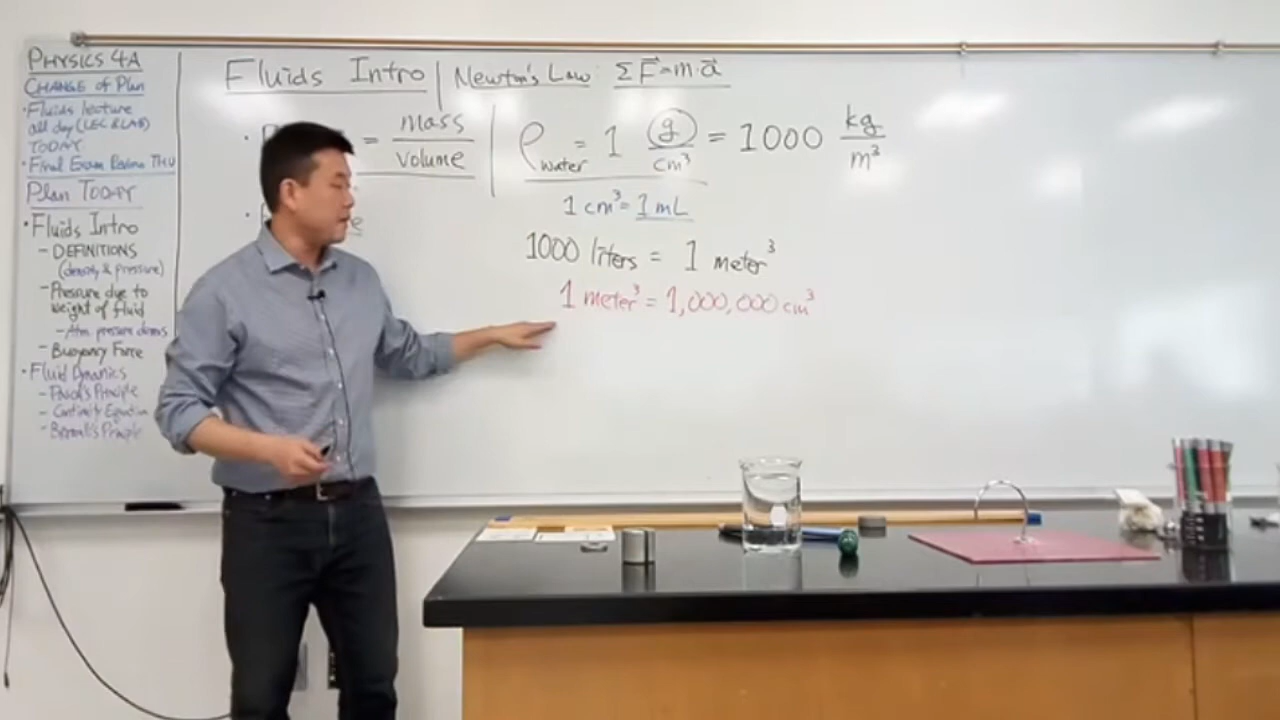 PHYSICS 4A
CHANGE of Plan
• Fluids lecture
all day (LEC & LAB)
TODAY
• Final Exam Review THU
Plan TODAY
• Fluids Intro
- DEFINITIONS
(density & pressure)
- Pressure due to
weight of fluid
- Atm. pressure demos
- Buoyancy Force
• Fluid Dynamics
- Pascal's Principle
- Continuity Equation
- Bernoulli's Principle
Fluids Intro
= mass
volume
Newton's Law: ΣF⃗=m·a⃗
ρ water = 1 g/cm³ = 1000 kg/m³
1 cm³ = 1 mL
1000 liters = 1 meter³
1 meter³ = 1,000,000 cm³